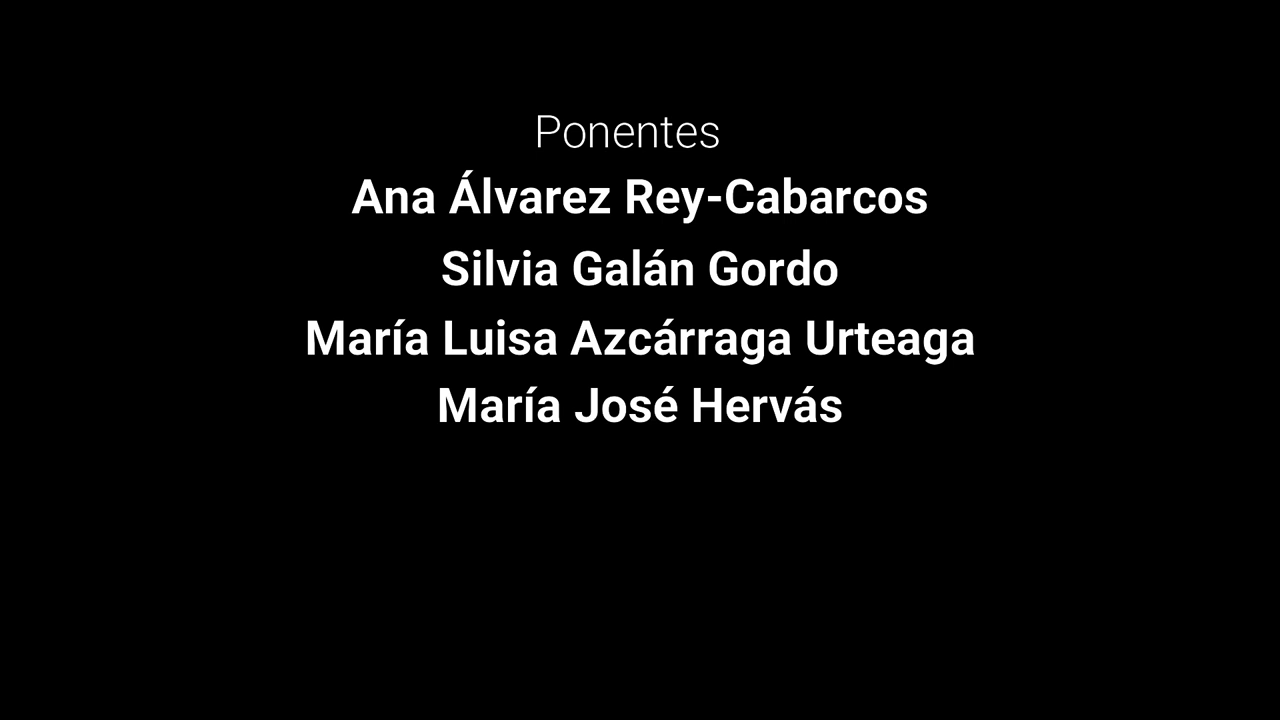 Ponentes
Ana Álvarez Rey-Cabarcos
Silvia Galán Gordo
María Luisa Azcárraga Urteaga
María José Hervás